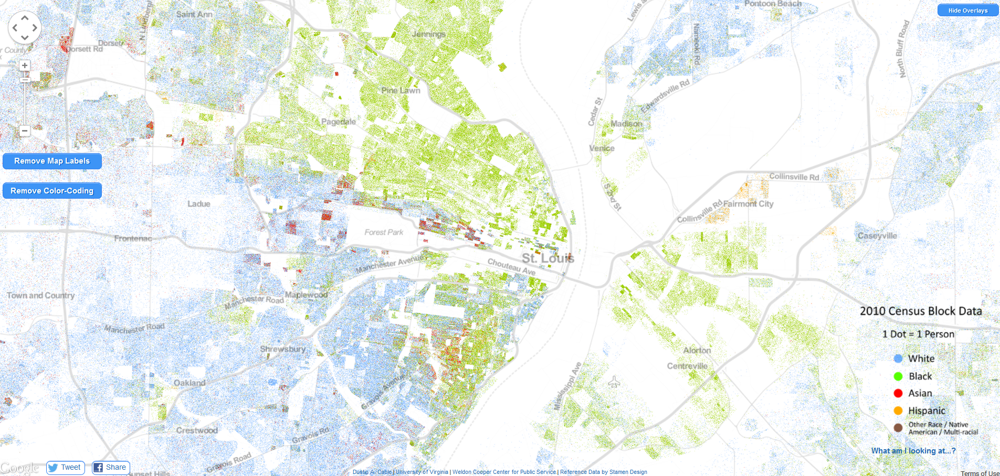 Saint Ann
N Lindbergh
Pontoon Beach
Lewis a
Hide Overlays
Jennings
Dorsett
Dorsett Rd
r County
Nameoki Rd
North Bluff Road
+
−
Pine Lawn
Edwardsville Rd
Cedar St
Pagedale
Madison
Venice
Remove Map Labels
Collinsville Rd
Remove Color-Coding
S 2nd St
Ladue
Collinsville Rd
Fairmont City
Forest Park
Frontenac
Caseyville
St. Louis
Manchester Avenue
Chouteau Ave
Town and Country
Maplewood
Manchester Road
2010 Census Block Data
Manchester Road
1 Dot = 1 Person
Shrewsbury
Alorton
White
Centreville
Black
Oakland
Gravois Avenue
Mississippi Ave
Asian
Hispanic
Crestwood
Gravois Rd
Other Race / Native
American / Multi-racial
What am I looking at...?
Gravois Road
Google
Tweet
Share
Sunset Hills
Dustin A. Cable | University of Virginia | Weldon Cooper Center for Public Service | Reference Data by Stamen Design
Terms of Use